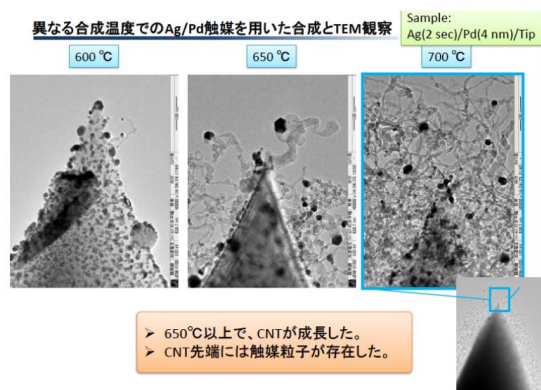 異なる合成温度でのAg/Pd触媒を用いた合成とTEM観察
Sample:
Ag(2 sec)/Pd(4 nm)/Tip
600 ℃
650 ℃
700 ℃
➢ 650℃以上で、CNTが成長した。
➢ CNT先端には触媒粒子が存在した。